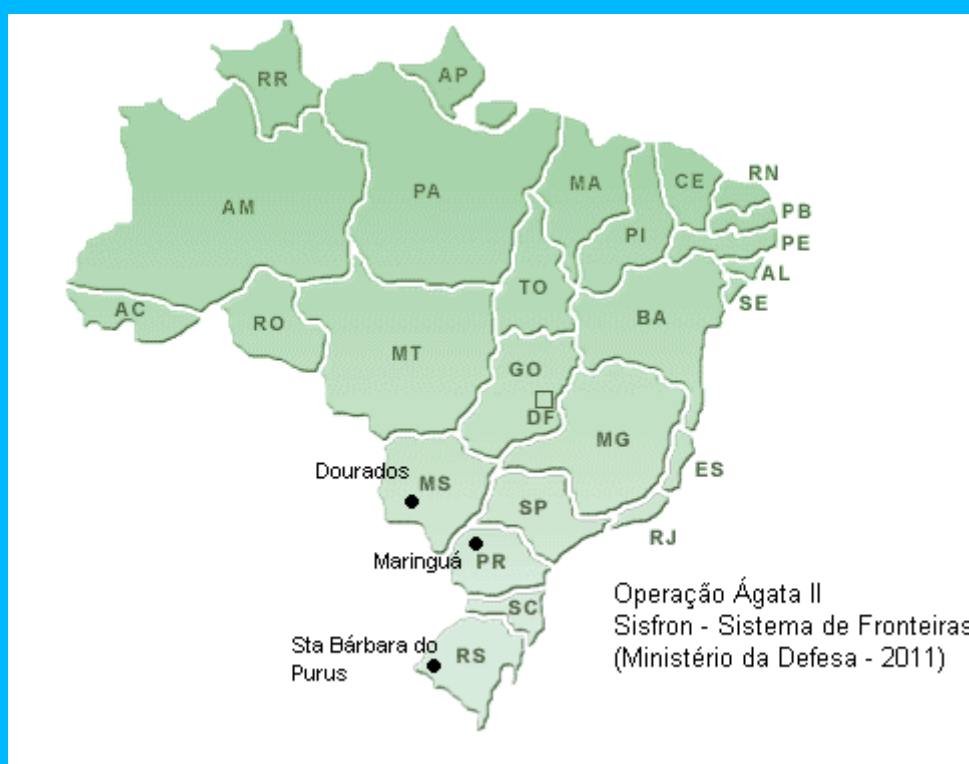 RR
AP
AM
PA
MA
CE
RN
PB
PI
PE
AL
SE
TO
AC
RO
BA
MT
GO
DF
MG
ES
Dourados
MS
SP
RJ
Maringuá
PR
SC
Sta Bárbara do
Purus
RS
Operação Ágata II
Sisfron - Sistema de Fronteiras
(Ministério da Defesa - 2011)